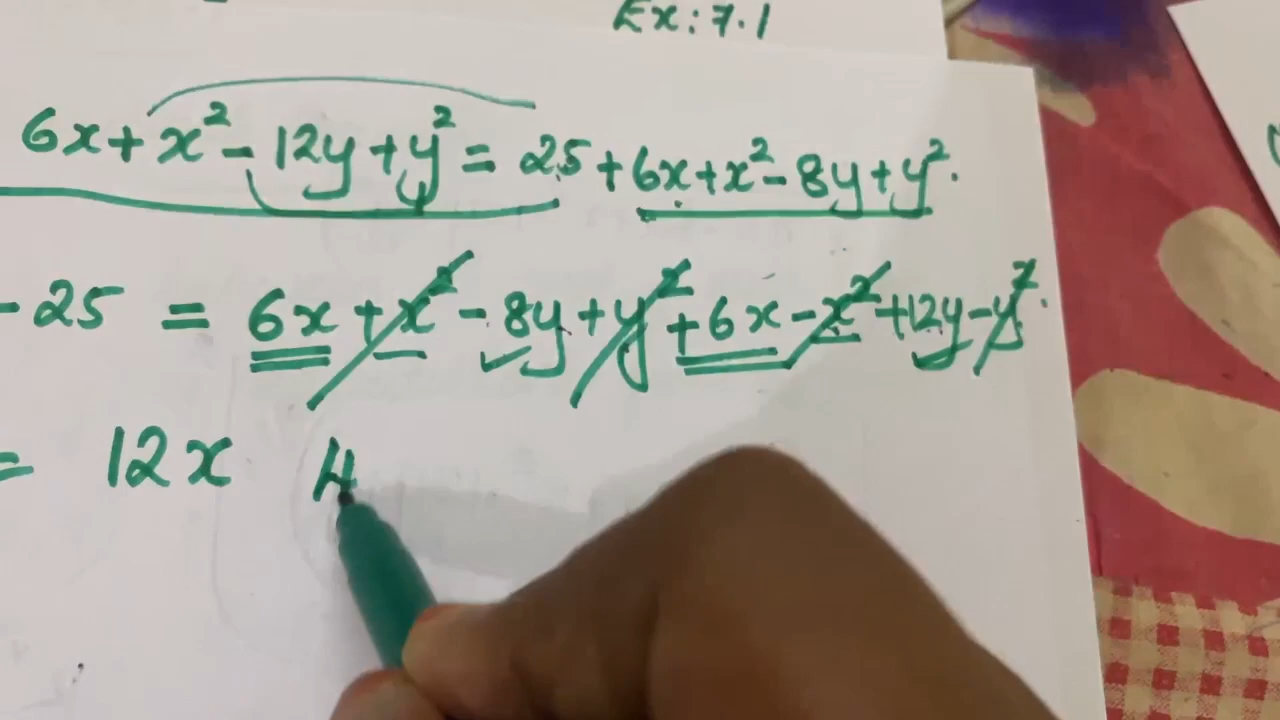 Ex: 7.1
6x + x² - 12y + y² = 25 + 6x + x² - 8y + y².
- 25 = 6x + x² - 8y + y² + 6x - x² + 12y - y².
= 12x 4